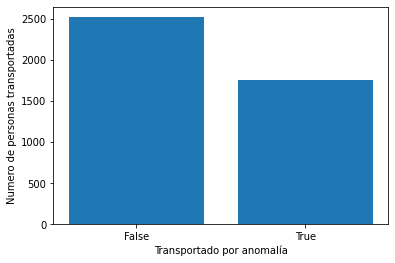 Numero de personas transportadas
2500
2000
1500
1000
500
0
False
True
Transportado por anomalía